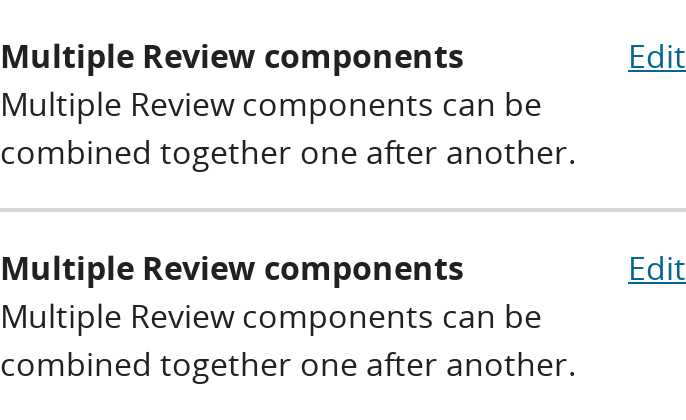 Multiple Review components Edit
Multiple Review components can be
combined together one after another.
Multiple Review components Edit
Multiple Review components can be
combined together one after another.